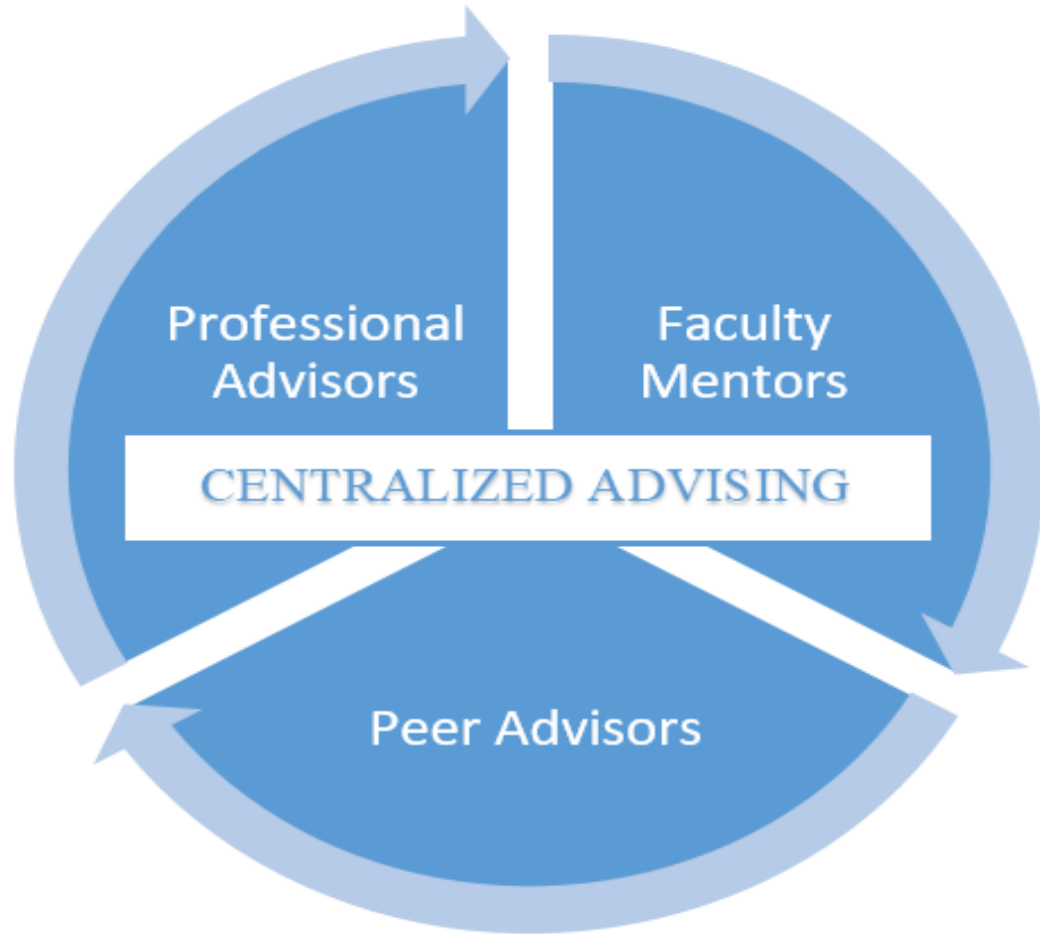 Professional
Advisors
Faculty
Mentors
CENTRALIZED ADVISING
Peer Advisors